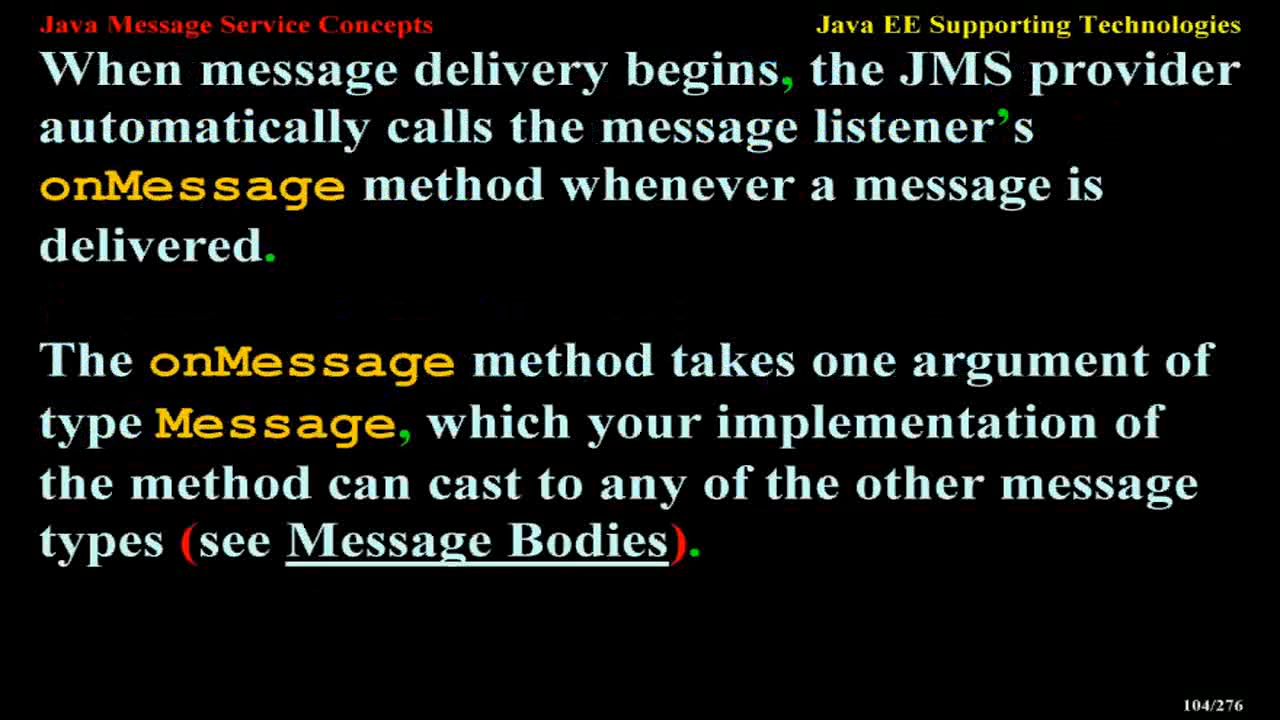 Java Message Service Concepts
Java EE Supporting Technologies
When message delivery begins, the JMS provider
automatically calls the message listener’s
onMessage method whenever a message is
delivered.
The onMessage method takes one argument of
type Message, which your implementation of
the method can cast to any of the other message
types (see Message Bodies).
104/276